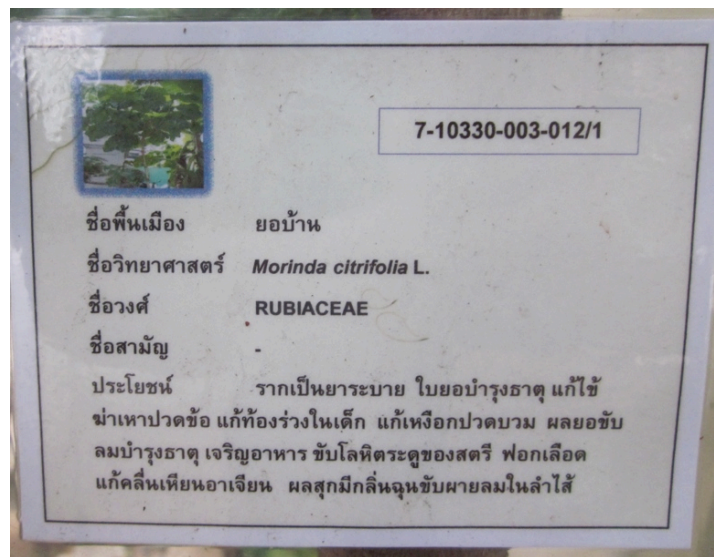 7-10330-003-012/1
ชื่อพื้นเมือง ยอบ้าน
ชื่อวิทยาศาสตร์ Morinda citrifolia L.
ชื่อวงศ์ RUBIACEAE
ชื่อสามัญ -
ประโยชน์ รากเป็นยาระบาย ใบยอบำรุงธาตุ แก้ไข้
ฆ่าเหาปวดข้อ แก้ท้องร่วงในเด็ก แก้เหงือกปวดบวม ผลยอขับ
ลมบำรุงธาตุ เจริญอาหาร ขับโลหิตระดูของสตรี ฟอกเลือด
แก้คลื่นเหียนอาเจียน ผลสุกมีกลิ่นฉุนขับผายลมในลำไส้